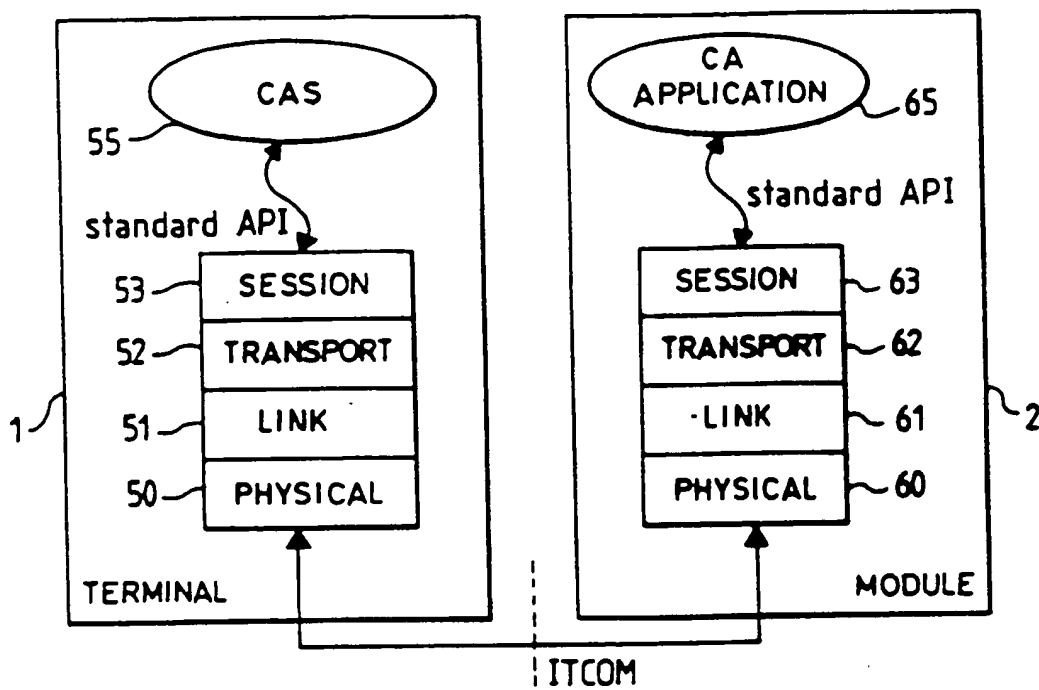 CAS
55
standard API
53
SESSION
52
TRANSPORT
51
LINK
50
PHYSICAL
1
TERMINAL
CA
APPLICATION
65
standard API
SESSION
63
TRANSPORT
62
LINK
61
PHYSICAL
60
2
MODULE
ITCOM